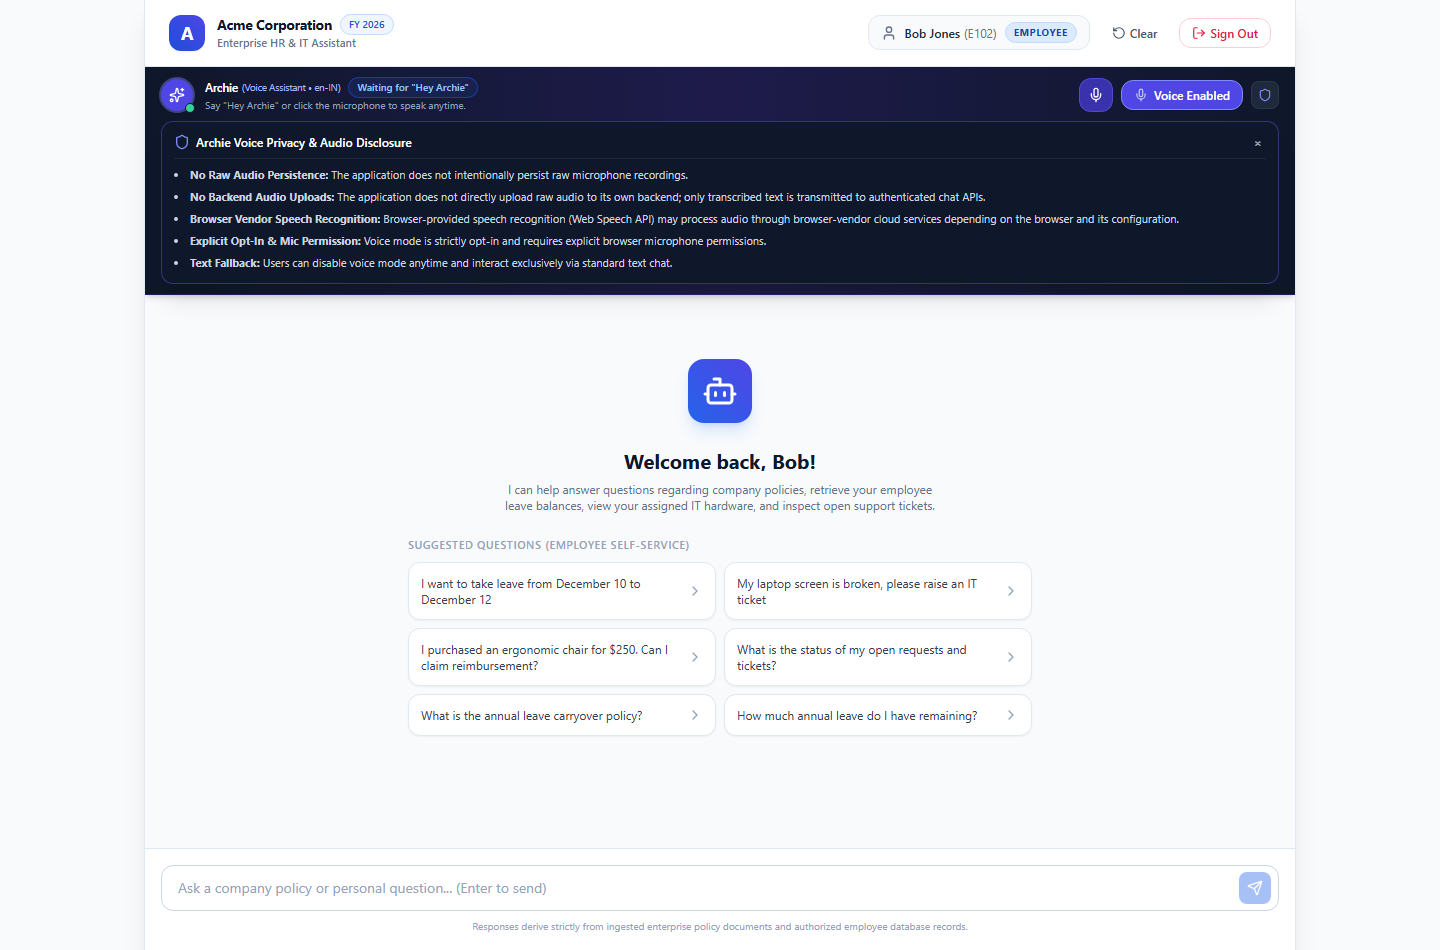 A
Acme Corporation
FY 2026
Enterprise HR & IT Assistant
Bob Jones (E102)
EMPLOYEE
Clear
Sign Out
Archie (Voice Assistant • en-IN)
Waiting for "Hey Archie"
Say "Hey Archie" or click the microphone to speak anytime.
Voice Enabled
Archie Voice Privacy & Audio Disclosure
×
• No Raw Audio Persistence: The application does not intentionally persist raw microphone recordings.
• No Backend Audio Uploads: The application does not directly upload raw audio to its own backend; only transcribed text is transmitted to authenticated chat APIs.
• Browser Vendor Speech Recognition: Browser-provided speech recognition (Web Speech API) may process audio through browser-vendor cloud services depending on the browser and its configuration.
• Explicit Opt-In & Mic Permission: Voice mode is strictly opt-in and requires explicit browser microphone permissions.
• Text Fallback: Users can disable voice mode anytime and interact exclusively via standard text chat.
Welcome back, Bob!
I can help answer questions regarding company policies, retrieve your employee
leave balances, view your assigned IT hardware, and inspect open support tickets.
SUGGESTED QUESTIONS (EMPLOYEE SELF-SERVICE)
I want to take leave from December 10 to
December 12
My laptop screen is broken, please raise an IT
ticket
I purchased an ergonomic chair for $250. Can I
claim reimbursement?
What is the status of my open requests and
tickets?
What is the annual leave carryover policy?
How much annual leave do I have remaining?
Ask a company policy or personal question... (Enter to send)
Responses derive strictly from ingested enterprise policy documents and authorized employee database records.